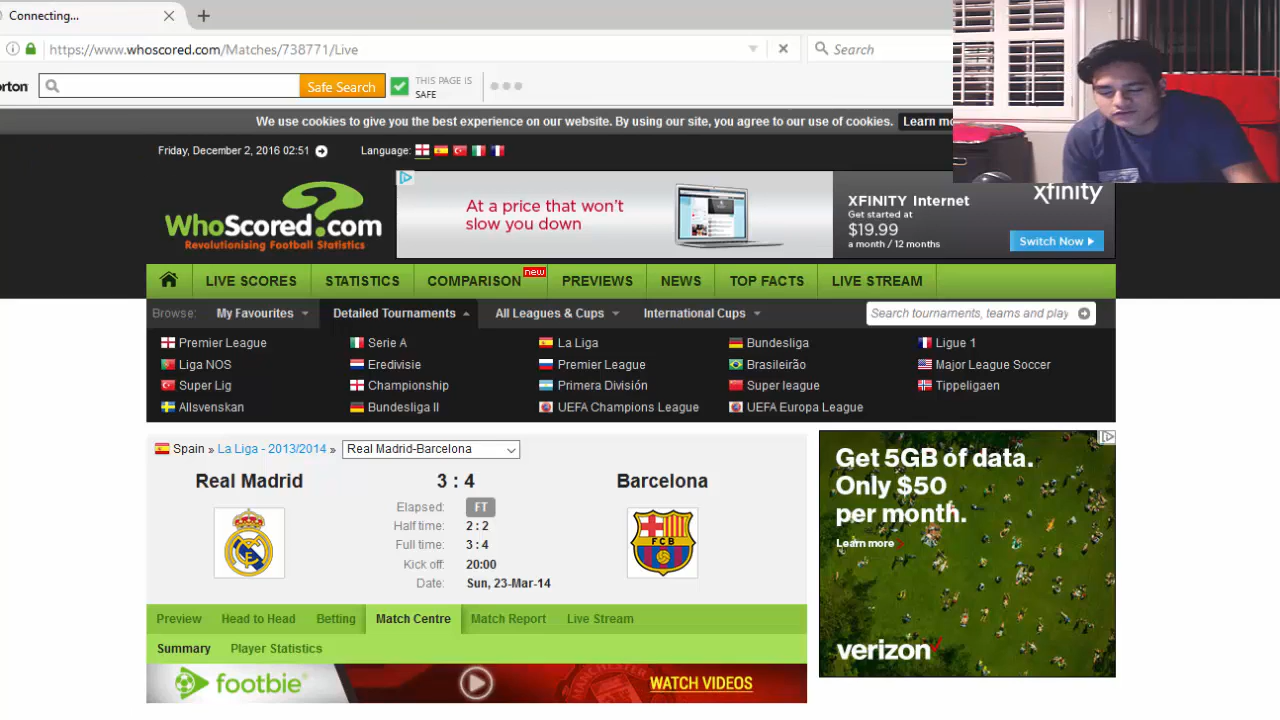 Connecting...
https://www.whoscored.com/Matches/738771/Live
Search
orton
Safe Search
THIS PAGE IS
SAFE
We use cookies to give you the best experience on our website. By using our site, you agree to our use of cookies. Learn mo
Friday, December 2, 2016 02:51
Language:
WhoScored?.com
Revolutionising Football Statistics
At a price that won't
slow you down
XFINITY Internet
Get started at
$19.99
a month / 12 months
xfinity
Switch Now
LIVE SCORES STATISTICS COMPARISON new PREVIEWS NEWS TOP FACTS LIVE STREAM
Browse: My Favourites Detailed Tournaments All Leagues & Cups International Cups Search tournaments, teams and play
Premier League Serie A La Liga Bundesliga Ligue 1
Liga NOS Eredivisie Premier League Brasileirão Major League Soccer
Super Lig Championship Primera División Super league Tippeligaen
Allsvenskan Bundesliga II UEFA Champions League UEFA Europa League
Spain » La Liga - 2013/2014 » Real Madrid-Barcelona
Real Madrid 3 : 4 Barcelona
Elapsed: FT
Half time: 2 : 2
Full time: 3 : 4
Kick off: 20:00
Date: Sun, 23-Mar-14
FCB
Preview Head to Head Betting Match Centre Match Report Live Stream
Summary Player Statistics
footbie
MANCHESTER
WATCH VIDEOS
Get 5GB of data.
Only $50
per month.
Learn more
verizon